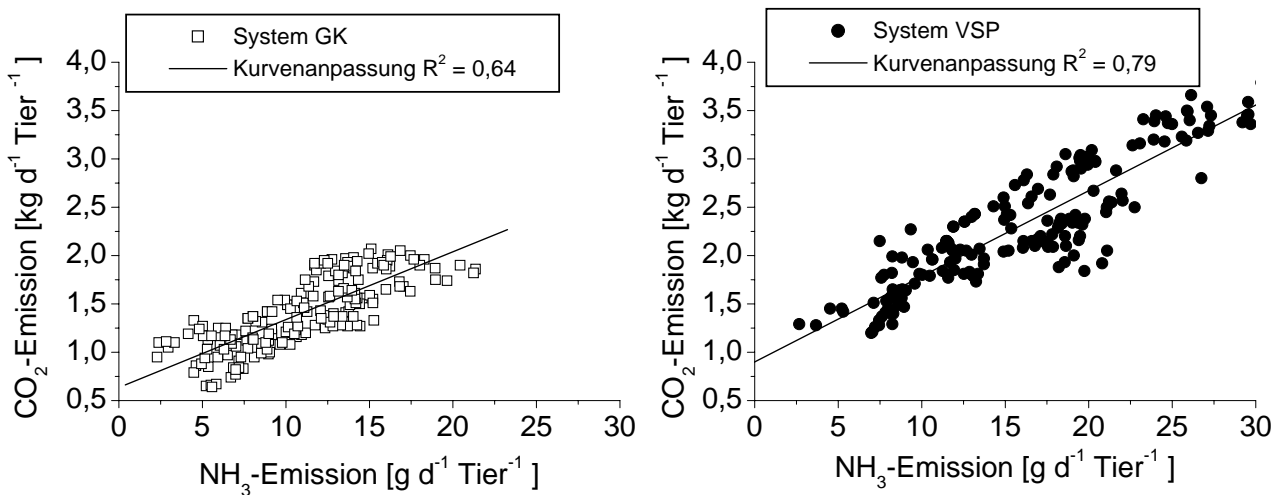 System GK
Kurvenanpassung R² = 0,64
4,0
3,5
3,0
2,5
2,0
1,5
1,0
0,5
0 5 10 15 20 25 30
CO₂-Emission [kg d⁻¹ Tier⁻¹ ]
NH₃-Emission [g d⁻¹ Tier⁻¹ ]
System VSP
Kurvenanpassung R² = 0,79
4,0
3,5
3,0
2,5
2,0
1,5
1,0
0,5
0 5 10 15 20 25 30
CO₂-Emission [kg d⁻¹ Tier⁻¹ ]
NH₃-Emission [g d⁻¹ Tier⁻¹ ]